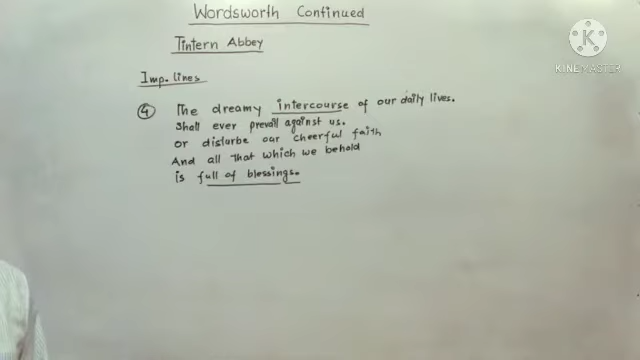 Wordsworth Continued
Tintern Abbey
KINEMASTER
Imp. lines
④ The dreamy intercourse of our daily lives.
Shall ever prevail against us.
or disturbe our cheerful faith
And all that which we behold
is full of blessings.